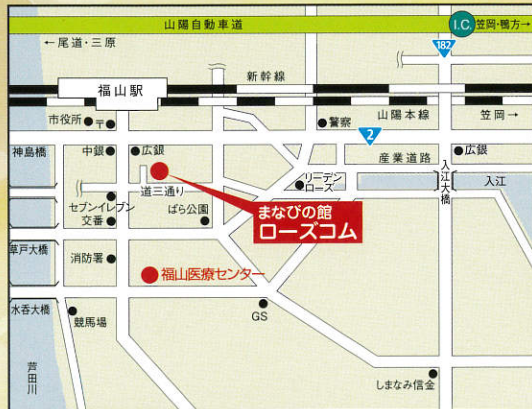 山陽自動車道
I.C.
笠岡・鴨方→
←尾道・三原
182
新幹線
福山駅
市役所
〒
警察
山陽本線
笠岡→
2
神島橋
中銀
広銀
産業道路
広銀
リーデン
ローズ
入江大橋
入江
道三通り
セブンイレブン
交番
ばら公園
まなびの館
ローズコム
草戸大橋
消防署
福山医療センター
水呑大橋
競馬場
GS
芦田川
しまなみ信金